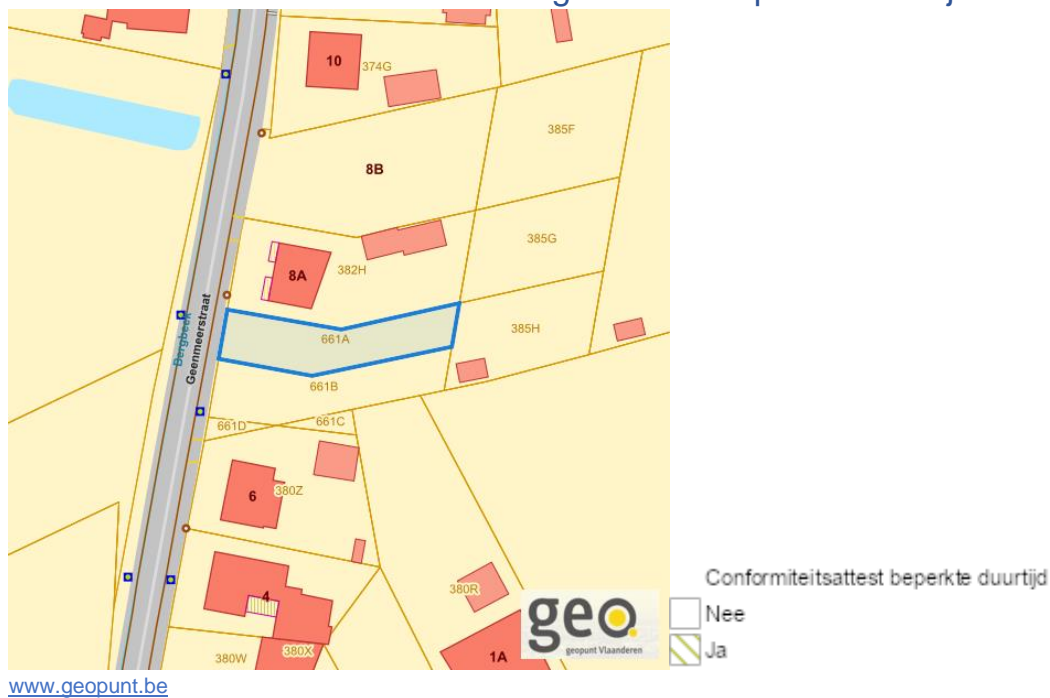 10
374G
385F
8B
385G
8A
382H
385H
661A
Bergbeek
Geenmeerstraat
661B
661D
661C
6
380Z
4
380R
380W
380X
1A
geo.
geopunt Vlaanderen
Conformiteitsattest beperkte duurtijd
Nee
Ja
www.geopunt.be